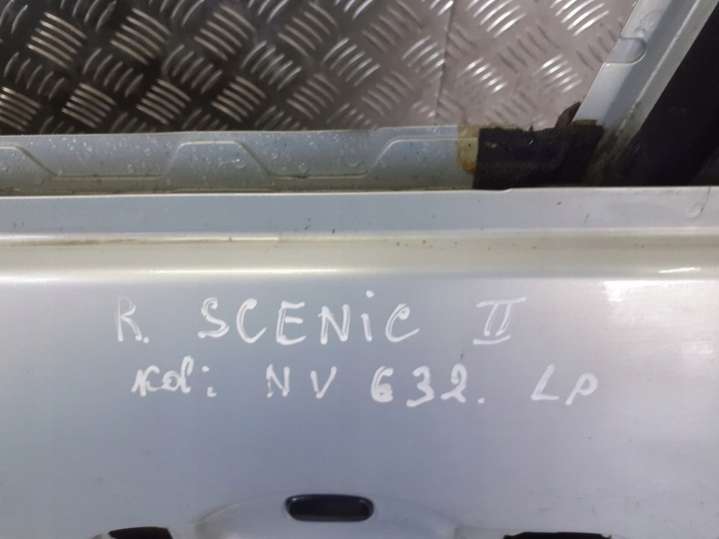 R. SCENIC II
kol: NV 632. LP